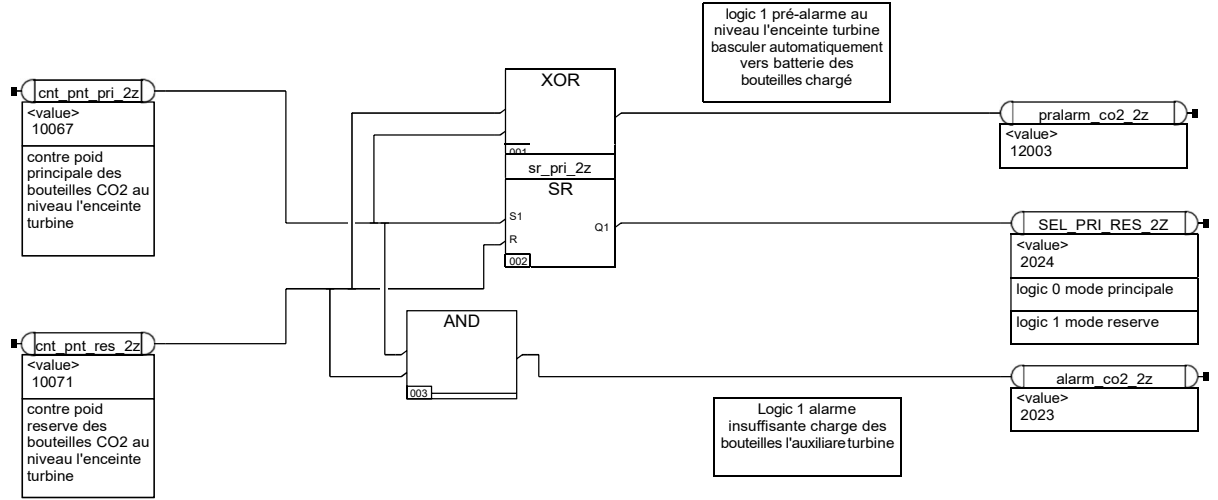 logic 1 pré-alarme au
niveau l'enceinte turbine
basculer automatiquement
vers batterie des
bouteilles chargé
cnt_pnt_pri_2z
<value>
10067
contre poid
principale des
bouteilles CO2 au
niveau l'enceinte
turbine
XOR
001
sr_pri_2z
SR
S1
R
Q1
002
pralarm_co2_2z
<value>
12003
SEL_PRI_RES_2Z
<value>
2024
logic 0 mode principale
logic 1 mode reserve
cnt_pnt_res_2z
<value>
10071
contre poid
reserve des
bouteilles CO2 au
niveau l'enceinte
turbine
AND
003
alarm_co2_2z
<value>
2023
Logic 1 alarme
insuffisante charge des
bouteilles l'auxiliare turbine